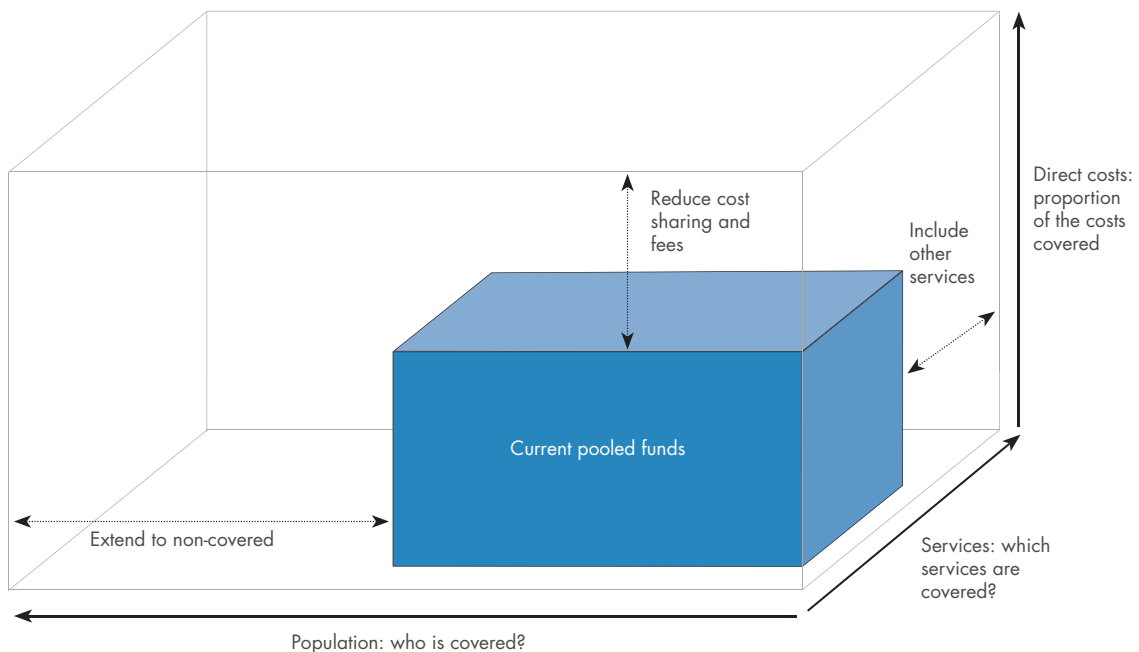 Reduce cost
sharing and
fees
Include
other
services
Direct costs:
proportion
of the costs
covered
Current pooled funds
Extend to non-covered
Services: which
services are
covered?
Population: who is covered?